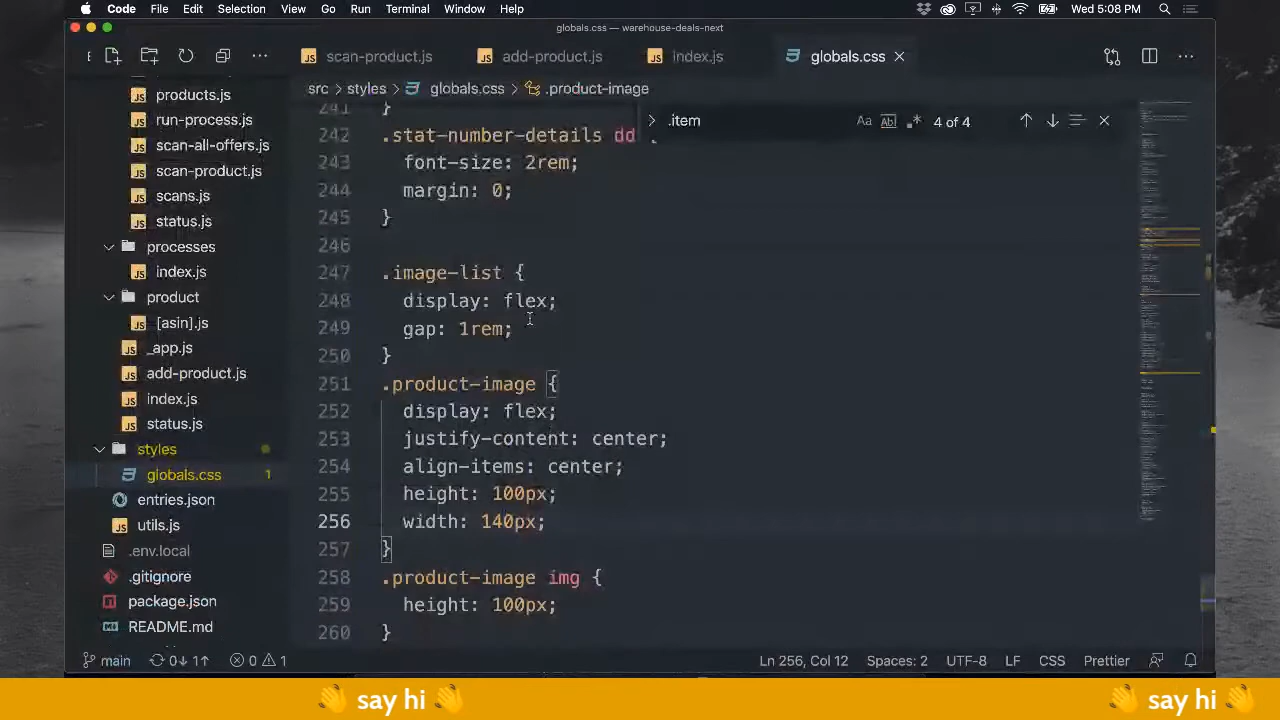 Code File Edit Selection View Go Run Terminal Window Help Wed 5:08 PM
globals.css — warehouse-deals-next
scan-product.js add-product.js index.js globals.css
src > styles > globals.css > .product-image
.item Aa Ab 4 of 4
products.js
run-process.js
scan-all-offers.js
scan-product.js
scans.js
status.js
processes
index.js
product
[asin].js
_app.js
add-product.js
index.js
status.js
styles
globals.css 1
entries.json
utils.js
.env.local
.gitignore
package.json
README.md
241 }
242 .stat-number-details dd {
243 font-size: 2rem;
244 margin: 0;
245 }
246
247 .image-list {
248 display: flex;
249 gap: 1rem;
250 }
251 .product-image {
252 display: flex;
253 justify-content: center;
254 align-items: center;
255 height: 100px;
256 width: 140px;
257 }
258 .product-image img {
259 height: 100px;
260 }
main 0↓ 1↑ 0 1 Ln 256, Col 12 Spaces: 2 UTF-8 LF CSS Prettier
👋 say hi 👋 👋 say hi 👋